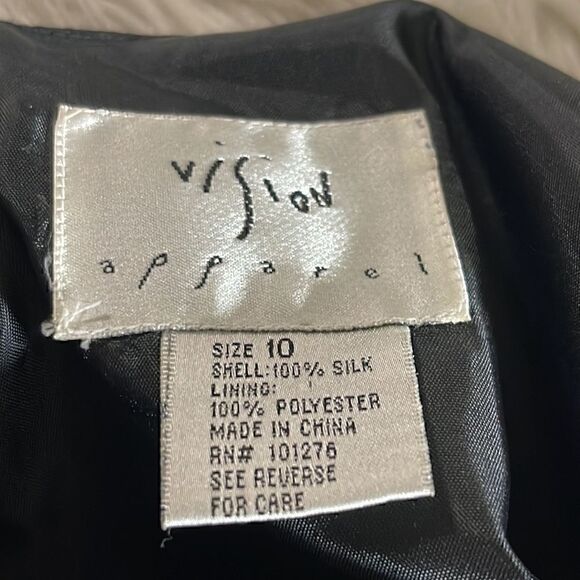 vision
apparel
SIZE 10
SHELL: 100% SILK
LINING:
100% POLYESTER
MADE IN CHINA
RN# 101276
SEE REVERSE
FOR CARE